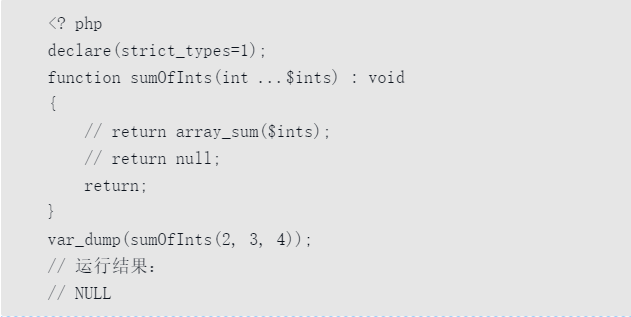 <? php
declare(strict_types=1);
function sumOfInts(int ...$ints) : void
{
    // return array_sum($ints);
    // return null;
    return;
}
var_dump(sumOfInts(2, 3, 4));
// 运行结果:
// NULL